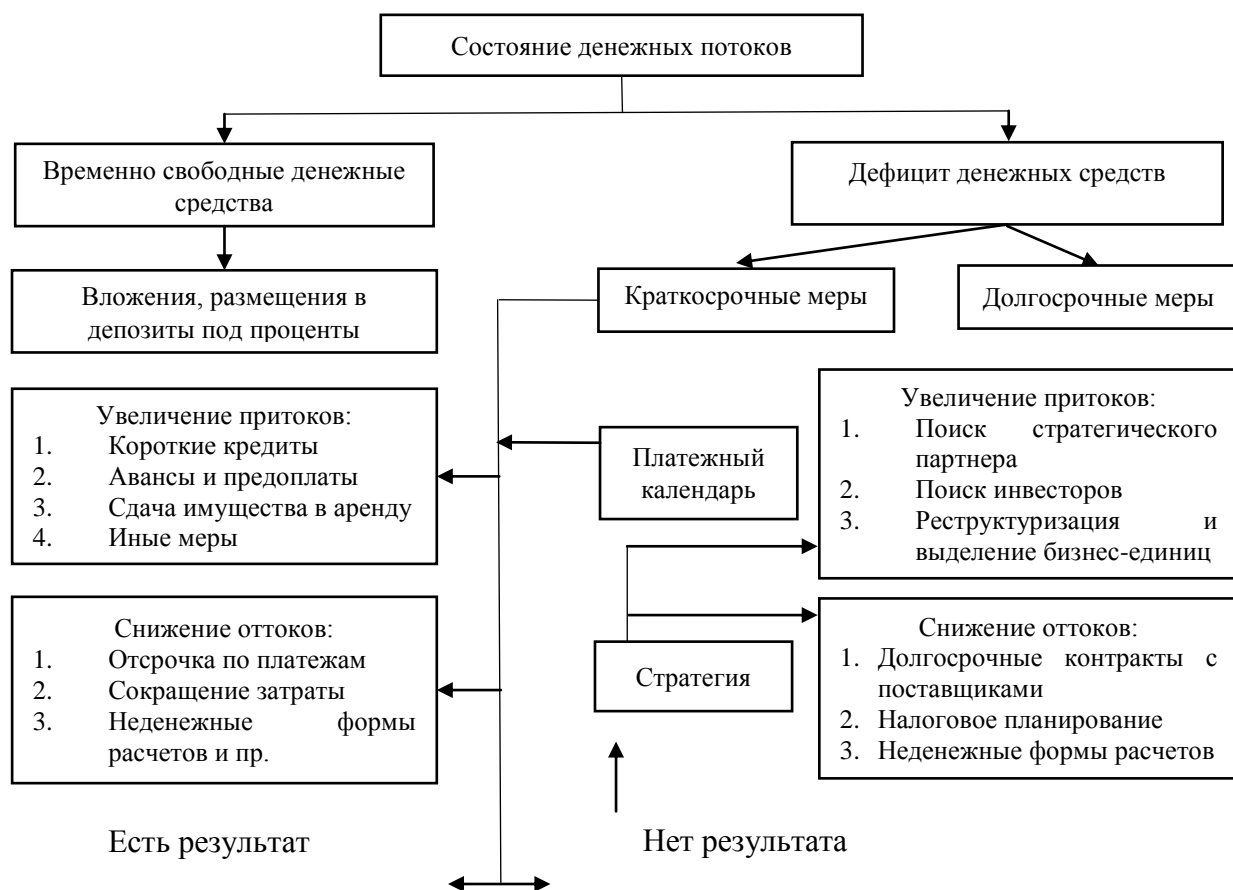 Состояние денежных потоков
Временно свободные денежные
средства
Дефицит денежных средств
Вложения, размещения в
депозиты под проценты
Краткосрочные меры
Долгосрочные меры
Увеличение притоков:
1. Короткие кредиты
2. Авансы и предоплаты
3. Сдача имущества в аренду
4. Иные меры
Платежный
календарь
Увеличение притоков:
1. Поиск стратегического
партнера
2. Поиск инвесторов
3. Реструктуризация и
выделение бизнес-единиц
Снижение оттоков:
1. Отсрочка по платежам
2. Сокращение затраты
3. Неденежные формы
расчетов и пр.
Стратегия
Снижение оттоков:
1. Долгосрочные контракты с
поставщиками
2. Налоговое планирование
3. Неденежные формы расчетов
Есть результат
Нет результата